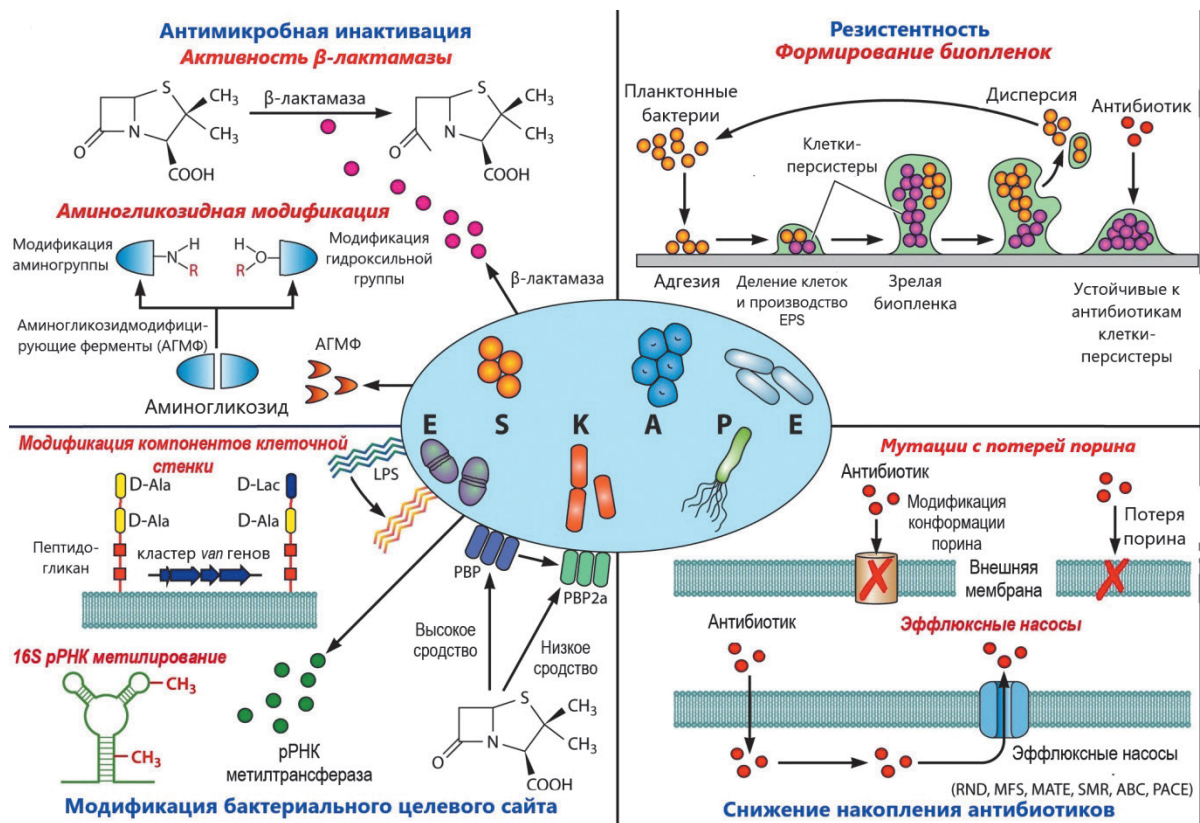 Антимикробная инактивация
Активность β-лактамазы
S
CH₃
CH₃
N
O
COOH
β-лактамаза
S
CH₃
CH₃
N
O
COOH
Аминогликозидная модификация
Модификация
аминогруппы
H
N
R
H
O
R
Модификация
гидроксильной
группы
β-лактамаза
Аминогликозидмодифици-
рующие ферменты (АГМФ)
АГМФ
Аминогликозид
Резистентность
Формирование биопленок
Планктонные
бактерии
Дисперсия
Антибиотик
Клетки-
персистеры
Адгезия
Деление клеток
и производство
EPS
Зрелая
биопленка
Устойчивые к
антибиотикам
клетки-
персистеры
E S K A P E
Модификация компонентов клеточной
стенки
D-Ala
D-Lac
D-Ala
D-Ala
Пептидо-
гликан
кластер van генов
LPS
PBP
PBP2a
Высокое
сродство
Низкое
сродство
16S рРНК метилирование
CH₃
CH₃
рРНК
метилтрансфераза
S
CH₃
CH₃
N
O
COOH
Модификация бактериального целевого сайта
Мутации с потерей порина
Антибиотик
Модификация
конформации
порина
Потеря
порина
Внешняя
мембрана
Антибиотик
Эффлюксные насосы
Эффлюксные насосы
(RND, MFS, MATE, SMR, ABC, PACE)
Снижение накопления антибиотиков